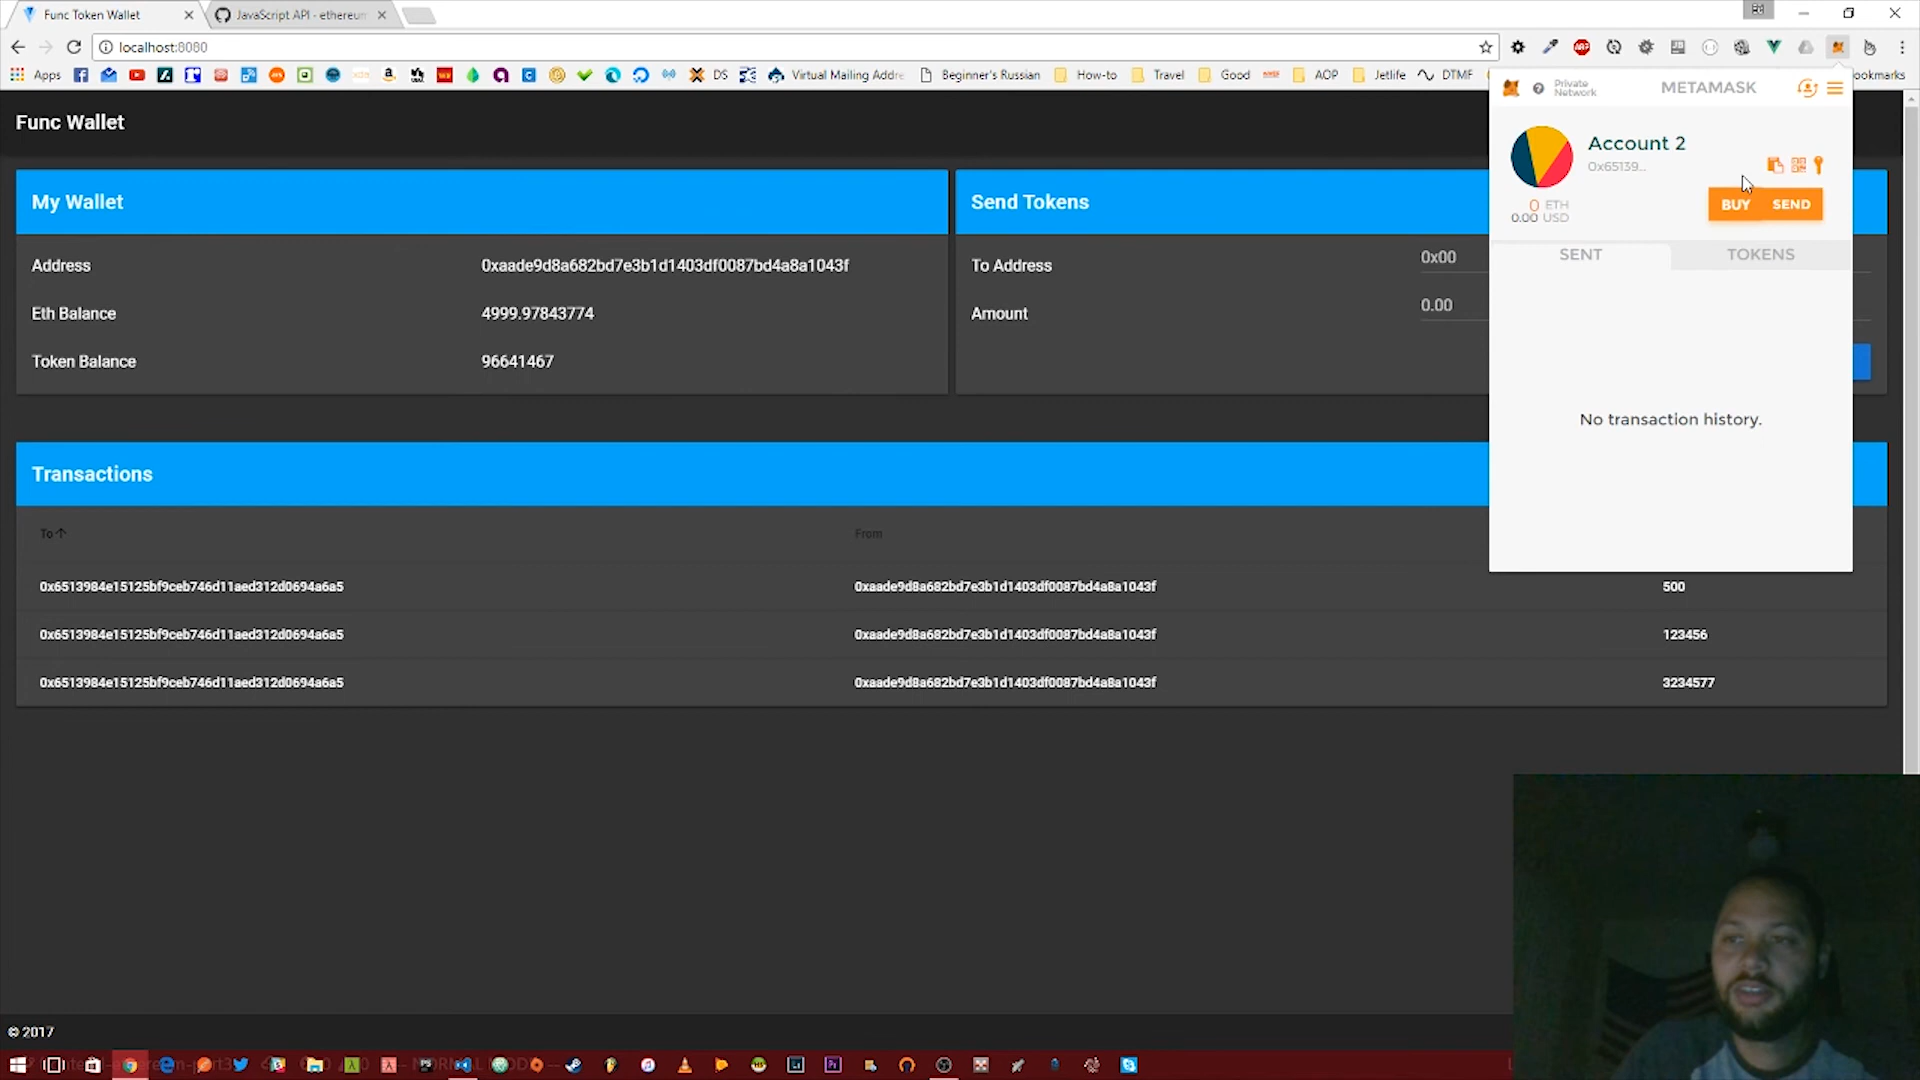 Func Token Wallet
JavaScript API - ethereum
localhost:8080
Apps
DS
Virtual Mailing Addre
Beginner's Russian
How-to
Travel
Good
AOP
Jetlife
DTMF
ookmarks
Func Wallet
My Wallet
Address
0xaade9d8a682bd7e3b1d1403df0087bd4a8a1043f
Eth Balance
4999.97843774
Token Balance
96641467
Send Tokens
To Address
0x00
Amount
0.00
Private
Network
METAMASK
Account 2
0x65139...
0 ETH
0.00 USD
BUY
SEND
SENT
TOKENS
No transaction history.
Transactions
To
From
0x6513984e15125bf9ceb746d11aed312d0694a6a5
0xaade9d8a682bd7e3b1d1403df0087bd4a8a1043f
500
0x6513984e15125bf9ceb746d11aed312d0694a6a5
0xaade9d8a682bd7e3b1d1403df0087bd4a8a1043f
123456
0x6513984e15125bf9ceb746d11aed312d0694a6a5
0xaade9d8a682bd7e3b1d1403df0087bd4a8a1043f
3234577
© 2017